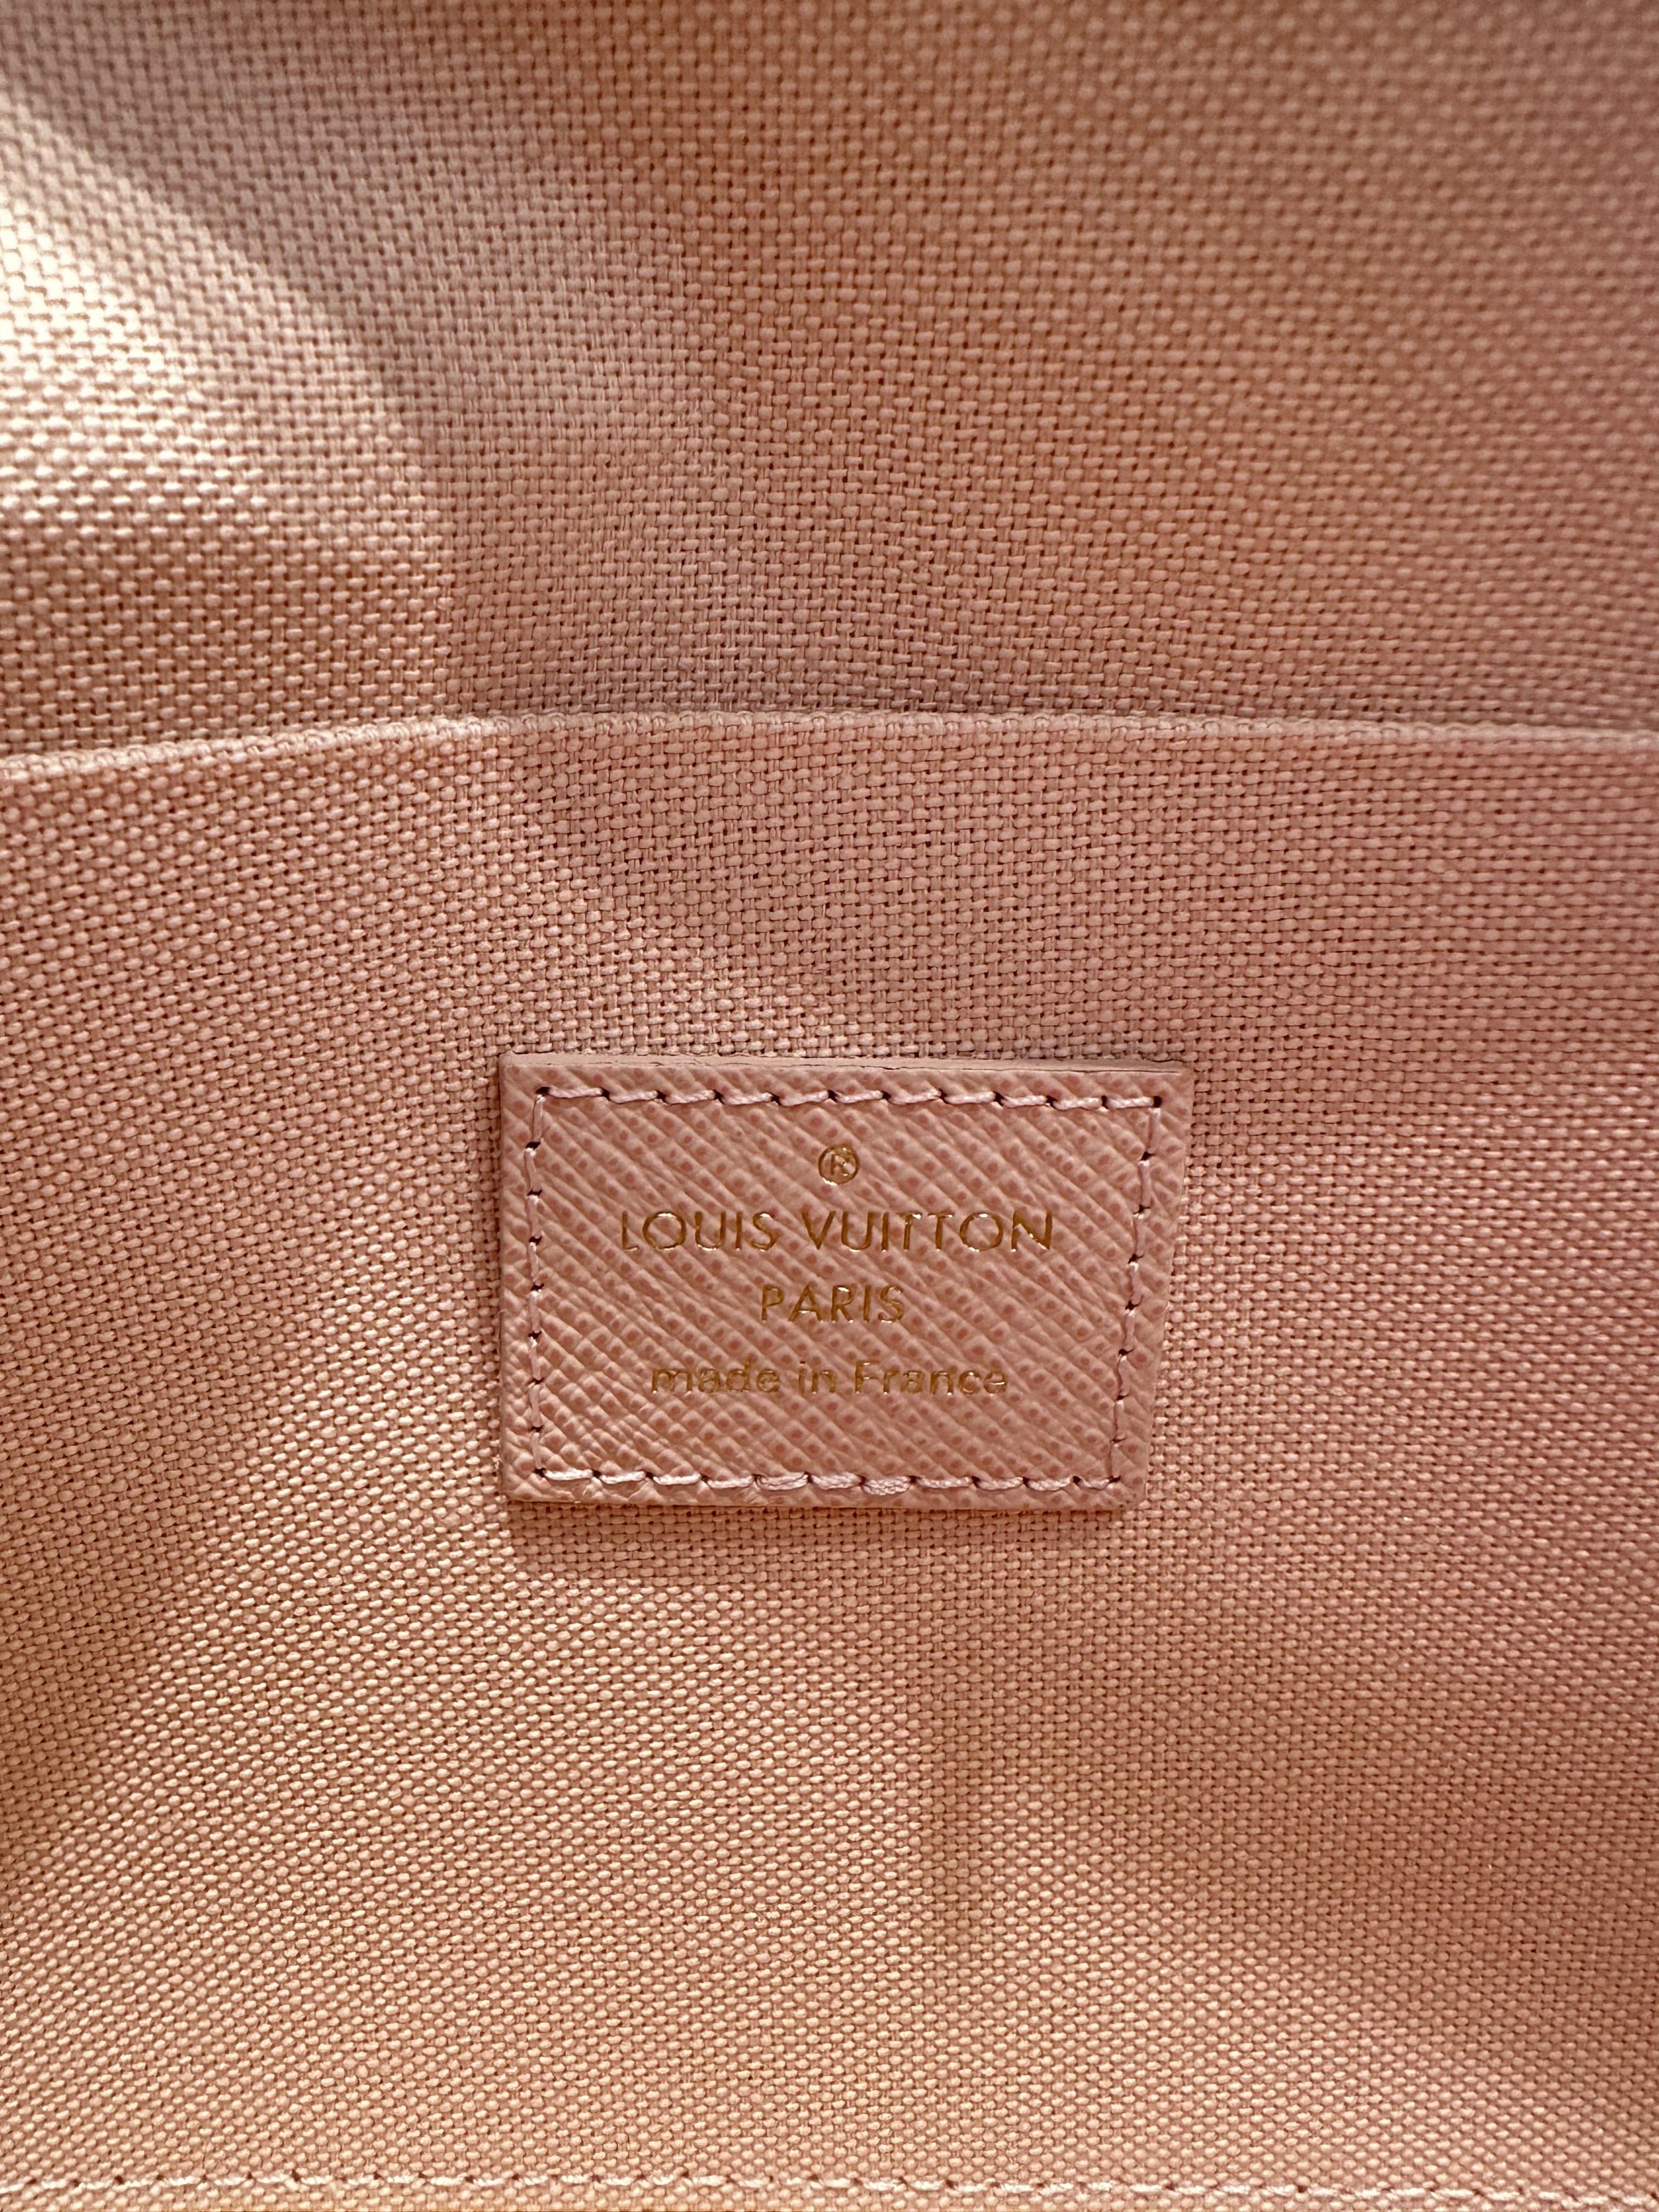 ®
LOUIS VUITTON
PARIS
made in France